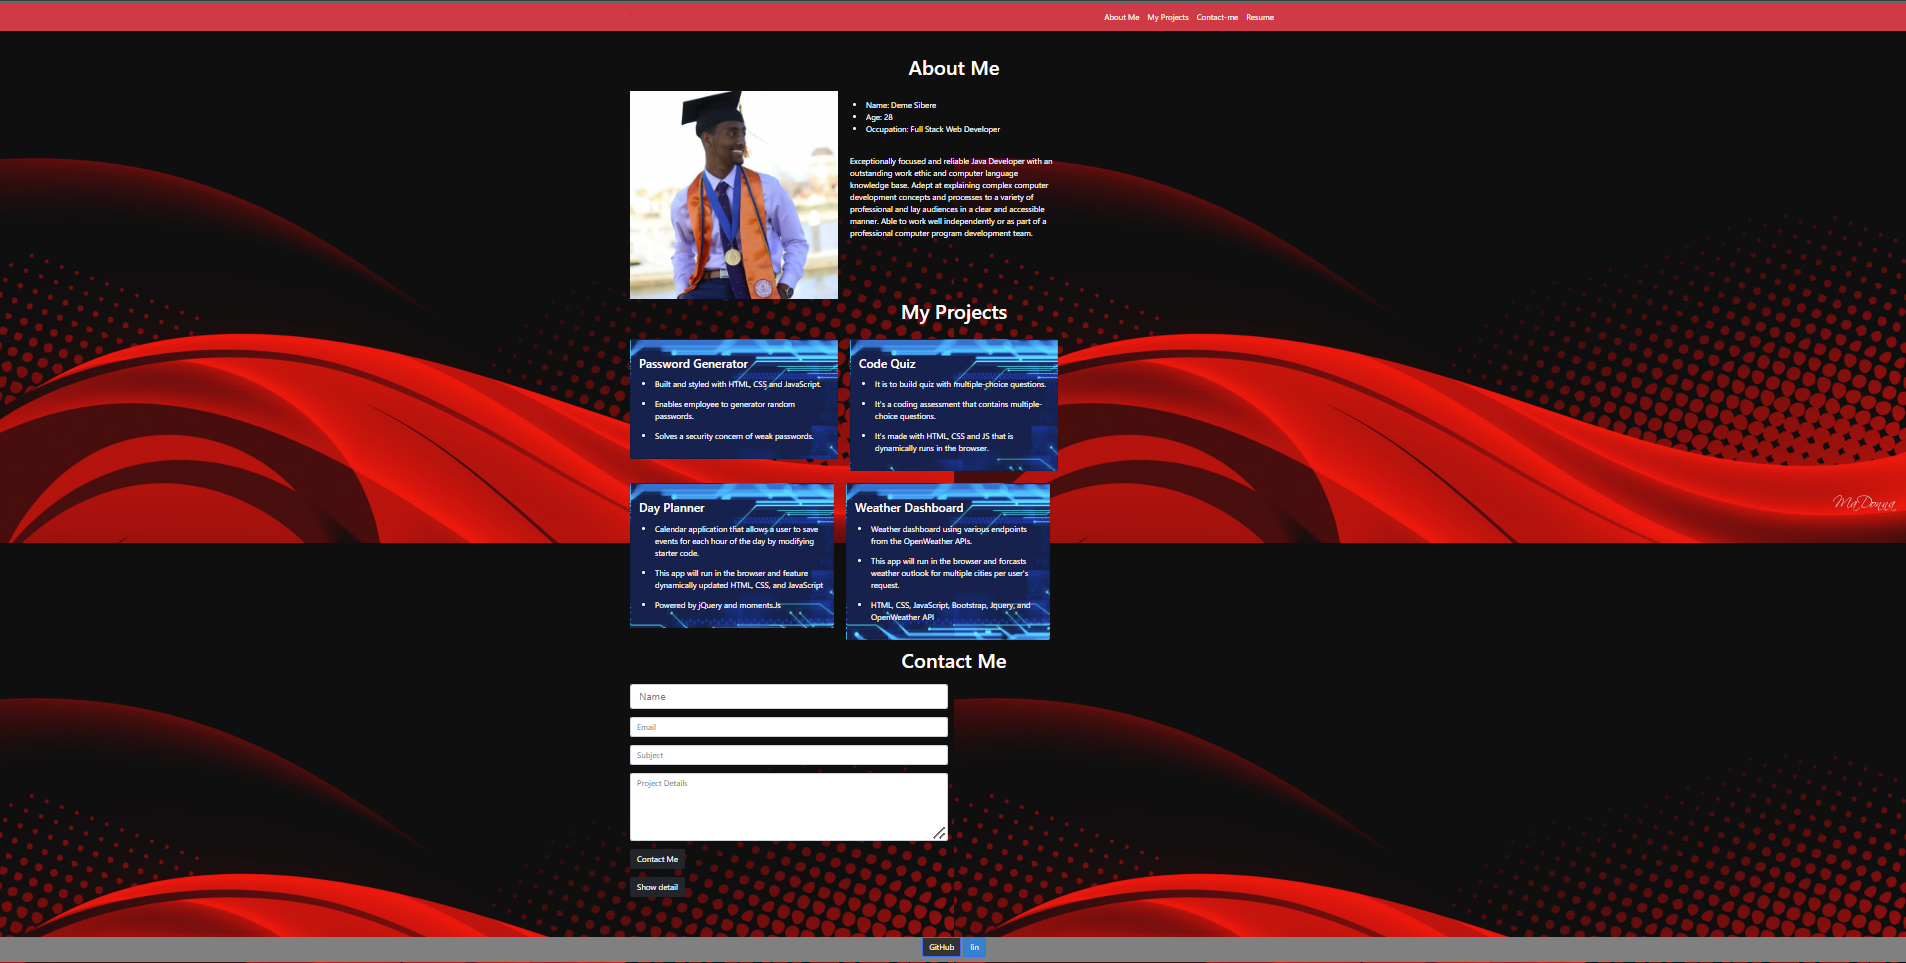 About Me My Projects Contact-me Resume
About Me
Name: Deme Sibere
Age: 28
Occupation: Full Stack Web Developer
Exceptionally focused and reliable Java Developer with an
outstanding work ethic and computer language
knowledge base. Adept at explaining complex computer
development concepts and processes to a variety of
professional and lay audiences in a clear and accessible
manner. Able to work well independently or as part of a
professional computer program development team.
My Projects
Password Generator
Built and styled with HTML, CSS and JavaScript.
Enables employee to generator random
passwords.
Solves a security concern of weak passwords.
Code Quiz
It is to build quiz with multiple-choice questions.
It's a coding assessment that contains multiple-
choice questions.
It's made with HTML, CSS and JS that is
dynamically runs in the browser.
Day Planner
Calendar application that allows a user to save
events for each hour of the day by modifying
starter code.
This app will run in the browser and feature
dynamically updated HTML, CSS, and JavaScript
Powered by jQuery and moments.Js
Weather Dashboard
Weather dashboard using various endpoints
from the OpenWeather APIs.
This app will run in the browser and forcasts
weather outlook for multiple cities per user's
request.
HTML, CSS, JavaScript, Bootstrap, Jquery, and
OpenWeather API
MaDonna
Contact Me
Name
Email
Subject
Project Details
Contact Me
Show detail
GitHub lin